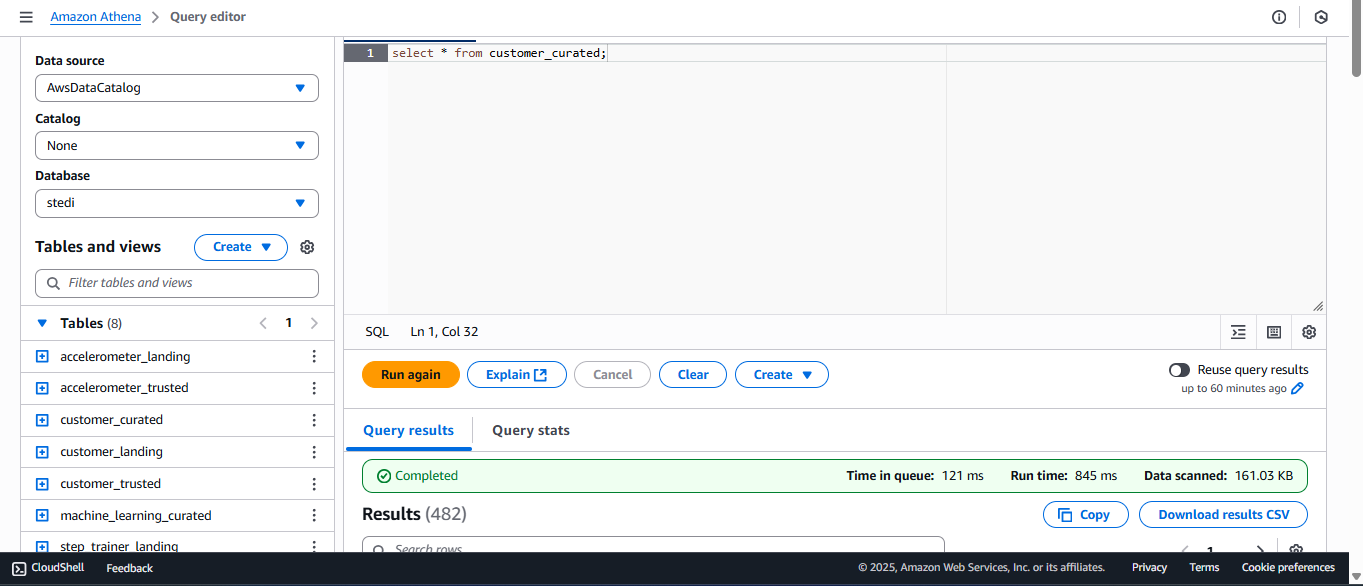 Amazon Athena > Query editor
Data source
AwsDataCatalog
Catalog
None
Database
stedi
Tables and views
Create
Filter tables and views
Tables (8)
1
accelerometer_landing
accelerometer_trusted
customer_curated
customer_landing
customer_trusted
machine_learning_curated
step_trainer_landing
1 select * from customer_curated;
SQL Ln 1, Col 32
Run again Explain Cancel Clear Create
Reuse query results
up to 60 minutes ago
Query results Query stats
Completed Time in queue: 121 ms Run time: 845 ms Data scanned: 161.03 KB
Results (482) Copy Download results CSV
Search rows 1
CloudShell Feedback © 2025, Amazon Web Services, Inc. or its affiliates. Privacy Terms Cookie preferences